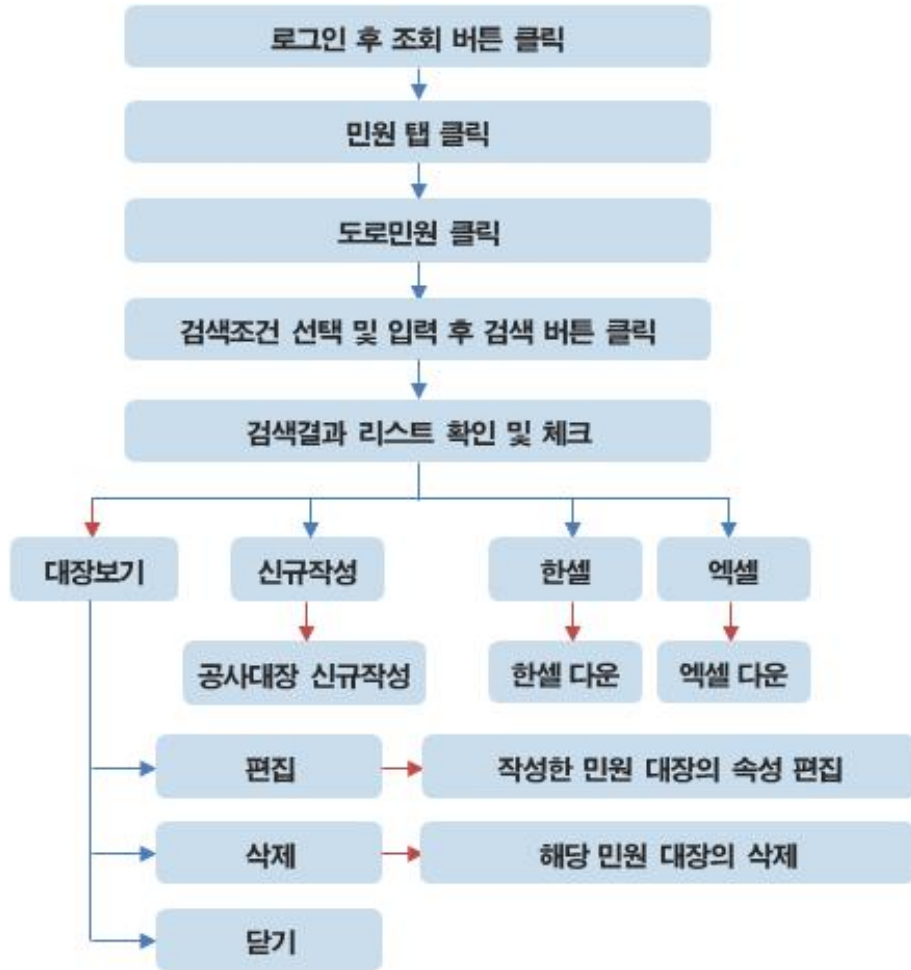 로그인 후 조회 버튼 클릭
민원 탭 클릭
도로민원 클릭
검색조건 선택 및 입력 후 검색 버튼 클릭
검색결과 리스트 확인 및 체크
대장보기
신규작성
한셀
엑셀
공사대장 신규작성
한셀 다운
엑셀 다운
편집
작성한 민원 대장의 속성 편집
삭제
해당 민원 대장의 삭제
닫기